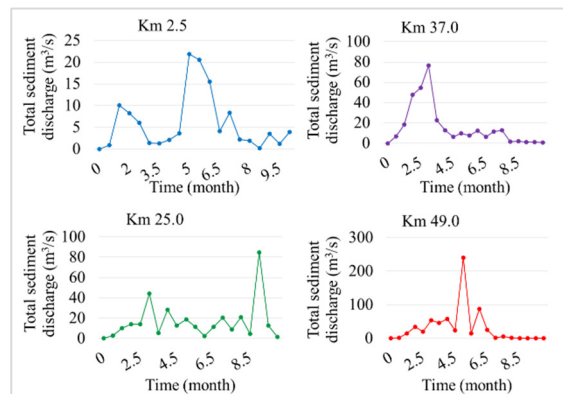 Km 2.5
Total sediment
discharge (m³/s)
25
20
15
10
5
0
0
2
3.5
5
6
8
9.5
Time (month)
Km 37.0
Total sediment
discharge (m³/s)
100
80
60
40
20
0
0
2.5
4.5
6.5
8.5
Time (month)
Km 25.0
Total sediment
discharge (m³/s)
100
80
60
40
20
0
0
2.5
4.5
6.5
8.5
Time (month)
Km 49.0
Total sediment
discharge (m³/s)
300
200
100
0
0
2.5
4.5
6.5
8.5
Time (month)